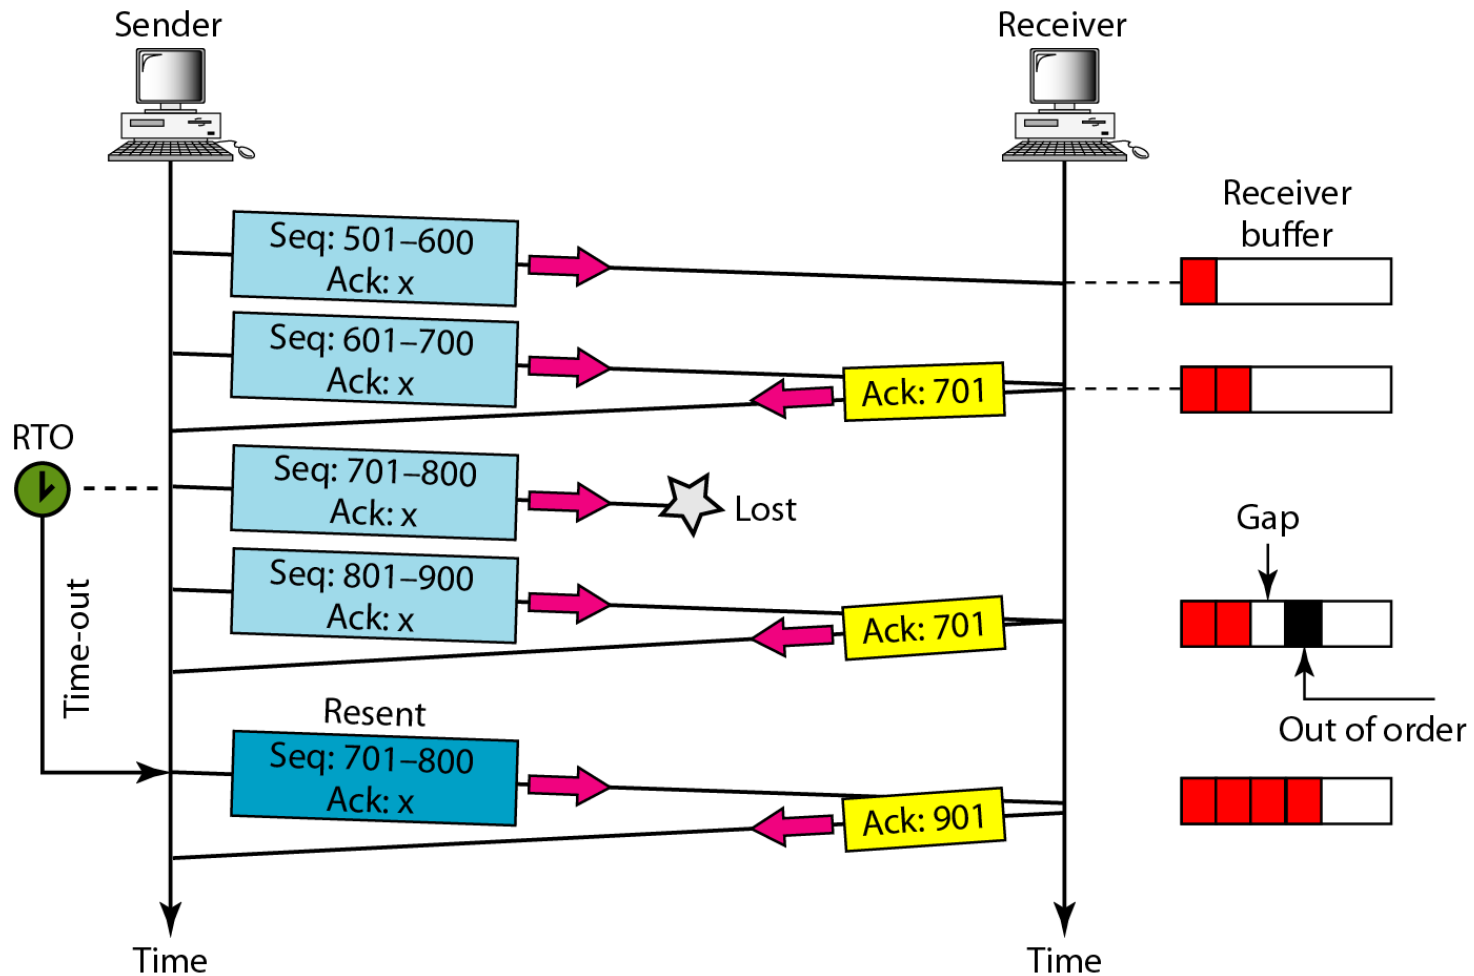 Sender
Receiver
Receiver
buffer
Seq: 501–600
Ack: x
Seq: 601–700
Ack: x
Ack: 701
RTO
Seq: 701–800
Ack: x
Lost
Gap
Time-out
Seq: 801–900
Ack: x
Ack: 701
Out of order
Resent
Seq: 701–800
Ack: x
Ack: 901
Time
Time